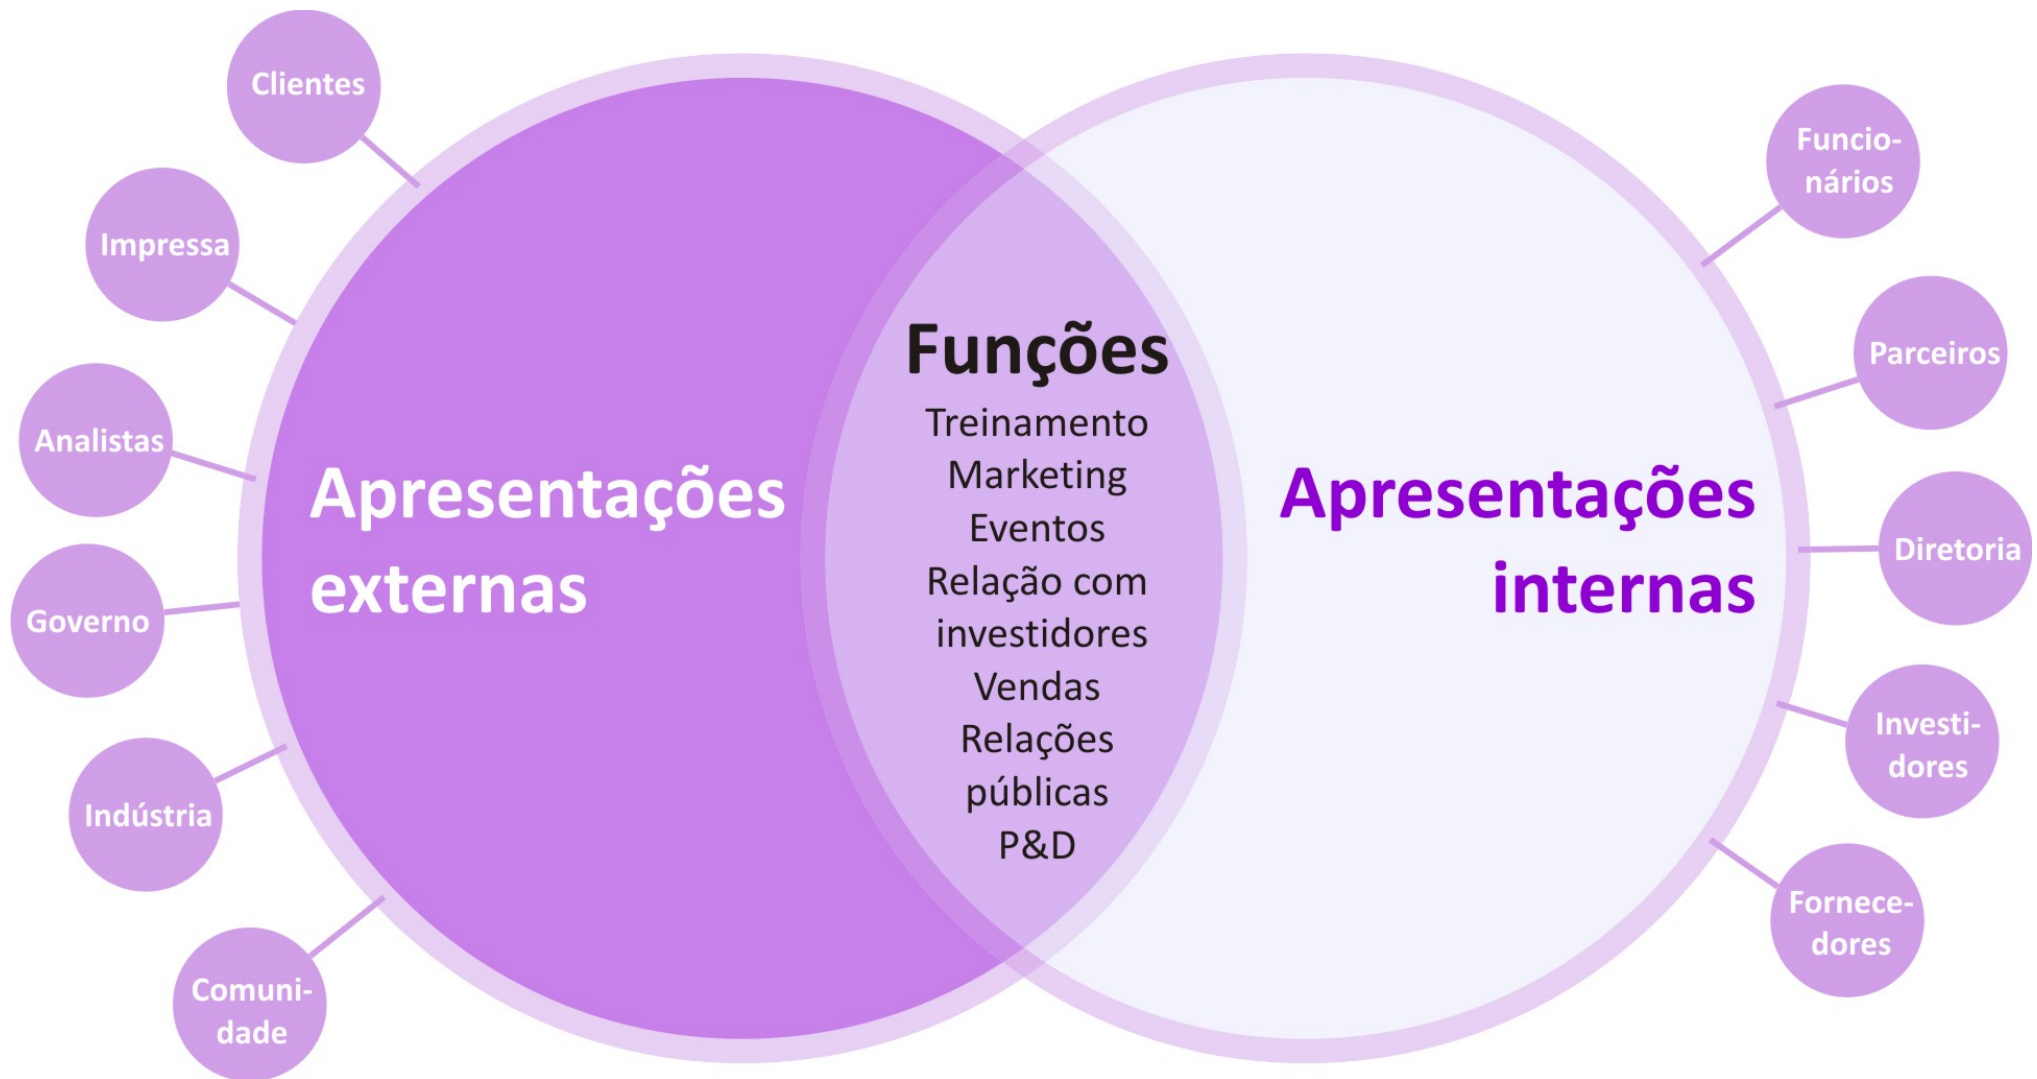 Clientes
Impressa
Analistas
Governo
Indústria
Comuni-
dade
Apresentações
externas
Funções
Treinamento
Marketing
Eventos
Relação com
investidores
Vendas
Relações
públicas
P&D
Apresentações
internas
Funcio-
nários
Parceiros
Diretoria
Investi-
dores
Fornece-
dores